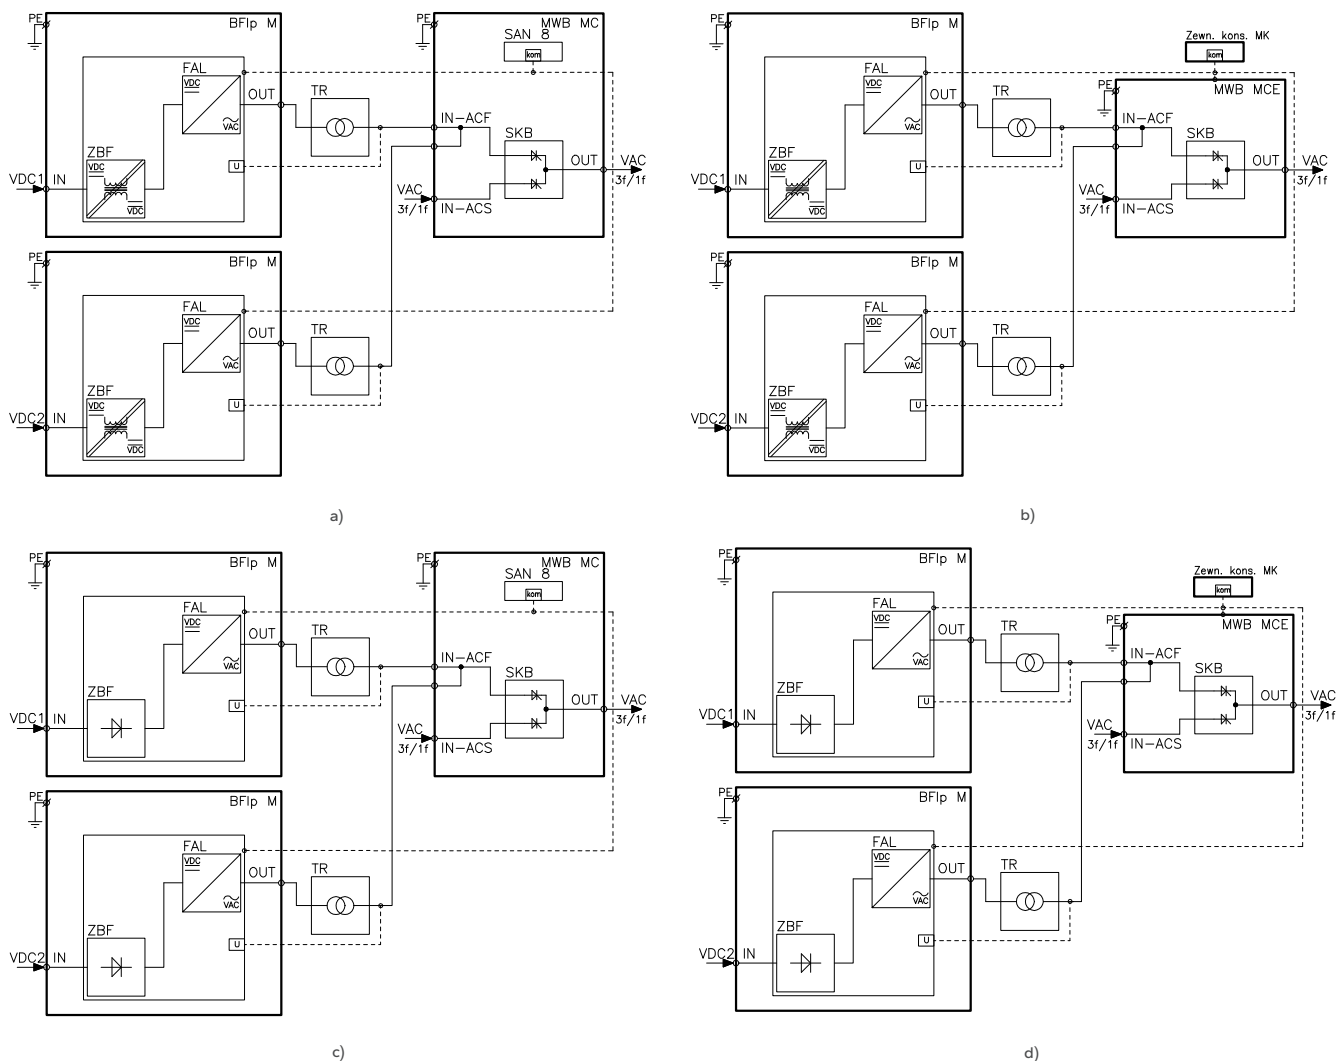 PE
BFIp M
FAL
VDC
VAC
OUT
TR
ZBF
VDC
VDC
U
VDC1
IN
PE
MWB MC
SAN 8
kom
IN-ACF
SKB
OUT
VAC
3f/1f
VAC
3f/1f
IN-ACS
PE
BFIp M
FAL
VDC
VAC
OUT
TR
ZBF
VDC
VDC
U
VDC2
IN
a)
PE
BFIp M
FAL
VDC
VAC
OUT
TR
ZBF
VDC
VDC
U
VDC1
IN
Zewn. kons. MK
kom
PE
MWB MCE
IN-ACF
SKB
OUT
VAC
3f/1f
VAC
3f/1f
IN-ACS
PE
BFIp M
FAL
VDC
VAC
OUT
TR
ZBF
VDC
VDC
U
VDC2
IN
b)
PE
BFIp M
FAL
VDC
VAC
OUT
TR
ZBF
U
VDC1
IN
PE
MWB MC
SAN 8
kom
IN-ACF
SKB
OUT
VAC
3f/1f
VAC
3f/1f
IN-ACS
PE
BFIp M
FAL
VDC
VAC
OUT
TR
ZBF
U
VDC2
IN
c)
PE
BFIp M
FAL
VDC
VAC
OUT
TR
ZBF
U
VDC1
IN
Zewn. kons. MK
kom
PE
MWB MCE
IN-ACF
SKB
OUT
VAC
3f/1f
VAC
3f/1f
IN-ACS
PE
BFIp M
FAL
VDC
VAC
OUT
TR
ZBF
U
VDC2
IN
d)